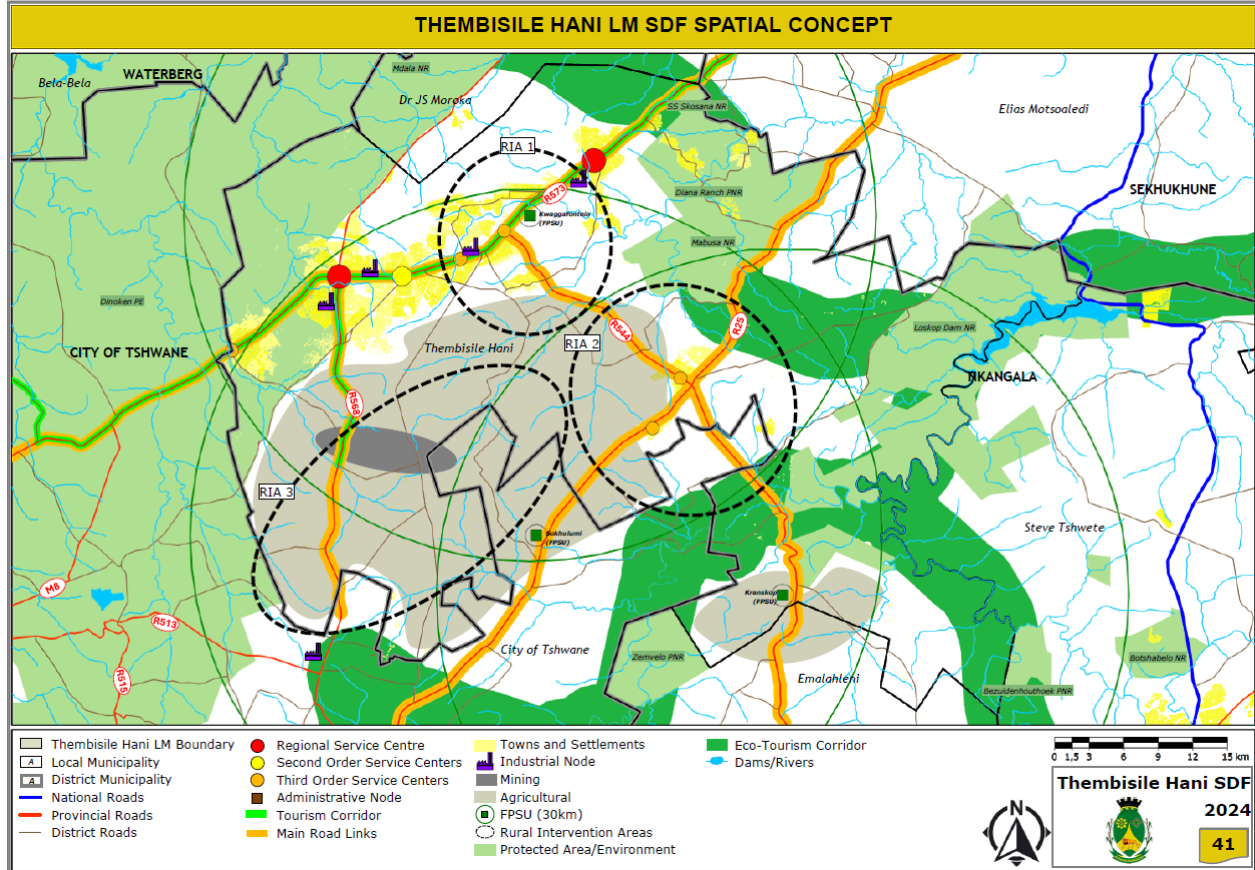 THEMBISILE HANI LM SDF SPATIAL CONCEPT
WATERBERG
Mdala NR
Bela-Bela
Dr JS Moroka
SS Skosana NR
Elias Motsoaledi
RIA 1
R573
Diana Ranch PNR
SEKHUKHUNE
Kwaggafontein
(FPSU)
Mabusa NR
Dinoken PE
R544
R25
Loskop Dam NR
Thembisile Hani
RIA 2
CITY OF TSHWANE
NKANGALA
R568
RIA 3
Steve Tshwete
Sokhulumi
(FPSU)
M8
Kranskop
(FPSU)
R513
City of Tshwane
Zemvelo PNR
Botshabelo NR
R515
Emalahleni
Bezuidenhouthoek PNR
Thembisile Hani LM Boundary
A Local Municipality
A District Municipality
National Roads
Provincial Roads
District Roads
Regional Service Centre
Second Order Service Centers
Third Order Service Centers
Administrative Node
Tourism Corridor
Main Road Links
Towns and Settlements
Industrial Node
Mining
Agricultural
FPSU (30km)
Rural Intervention Areas
Protected Area/Environment
Eco-Tourism Corridor
Dams/Rivers
N
0 1,5 3 6 9 12 15 km
Thembisile Hani SDF
2024
41